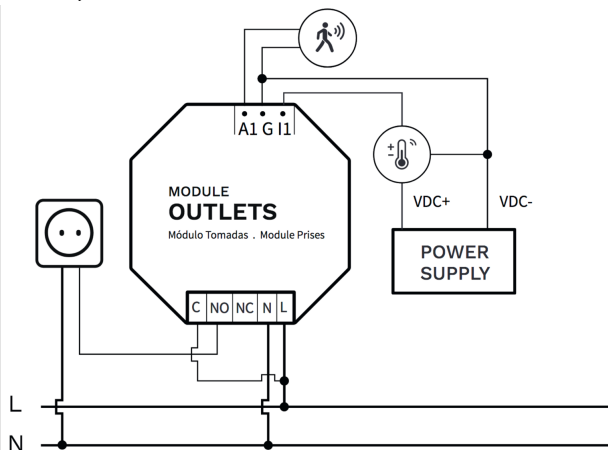 A1 G I1
MODULE
OUTLETS
Módulo Tomadas . Module Prises
VDC+ VDC-
POWER
SUPPLY
C NO NC N L
L
N